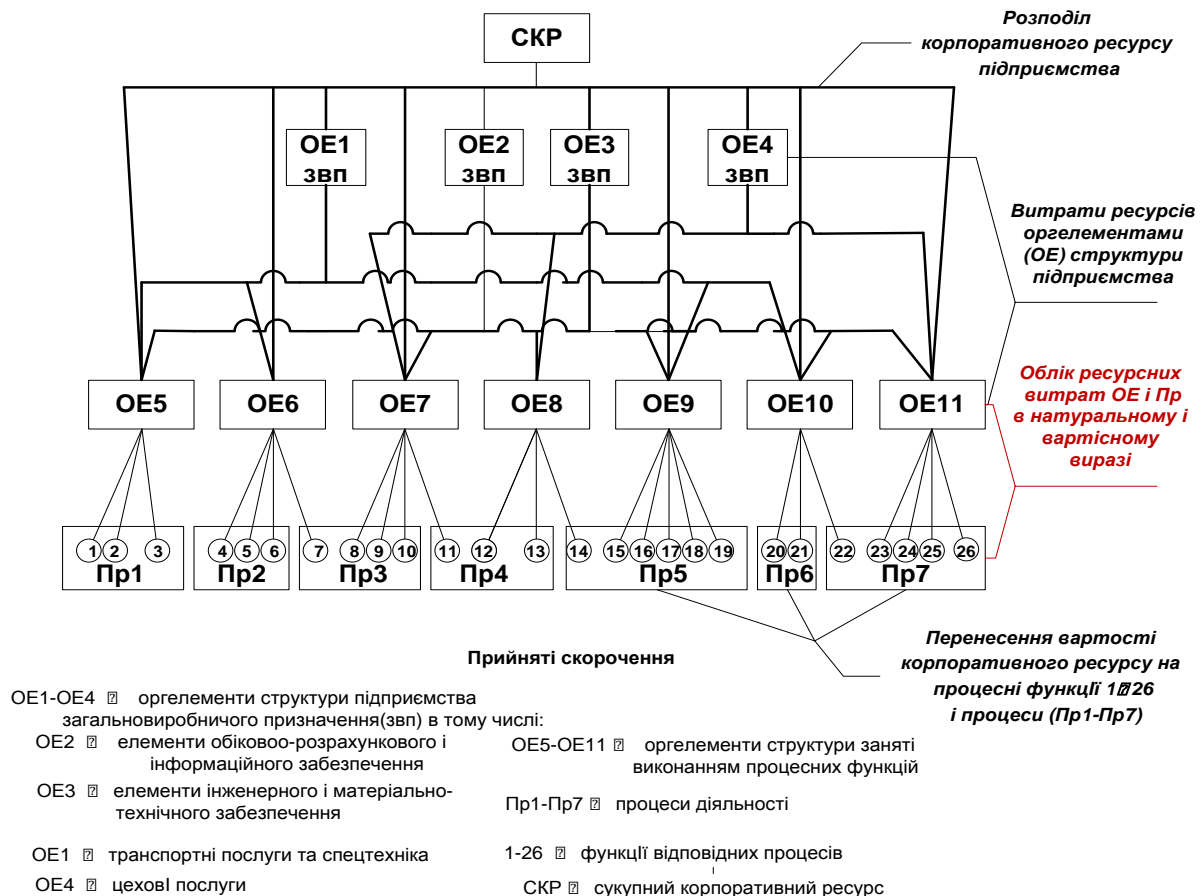 СКР
Розподіл
корпоративного ресурсу
підприємства
ОЕ1
звп
ОЕ2
звп
ОЕ3
звп
ОЕ4
звп
Витрати ресурсів
оргелементами
(ОЕ) структури
підприємства
ОЕ5
ОЕ6
ОЕ7
ОЕ8
ОЕ9
ОЕ10
ОЕ11
Облік ресурсних
витрат ОЕ і Пр
в натуральному і
вартісному
виразі
1 2 3 4 5 6 7 8 9 10 11 12 13 14 15 16 17 18 19 20 21 22 23 24 25 26
Пр1 Пр2 Пр3 Пр4 Пр5 Пр6 Пр7
Перенесення вартості
корпоративного ресурсу на
процесні функції 1⍰26
і процеси (Пр1-Пр7)
Прийняті скорочення
ОЕ1-ОЕ4 ⍰ оргелементи структури підприємства
загальновиробничого призначення(звп) в тому числі:
ОЕ2 ⍰ елементи обіковоо-розрахункового і
інформаційного забезпечення
ОЕ3 ⍰ елементи інженерного і матеріально-
технічного забезпечення
ОЕ1 ⍰ транспортні послуги та спецтехніка
ОЕ4 ⍰ цеховІ послуги
ОЕ5-ОЕ11 ⍰ оргелементи структури заняті
виконанням процесних функцій
Пр1-Пр7 ⍰ процеси діяльності
1-26 ⍰ функцІї відповідних процесів
СКР ⍰ сукупний корпоративний ресурс